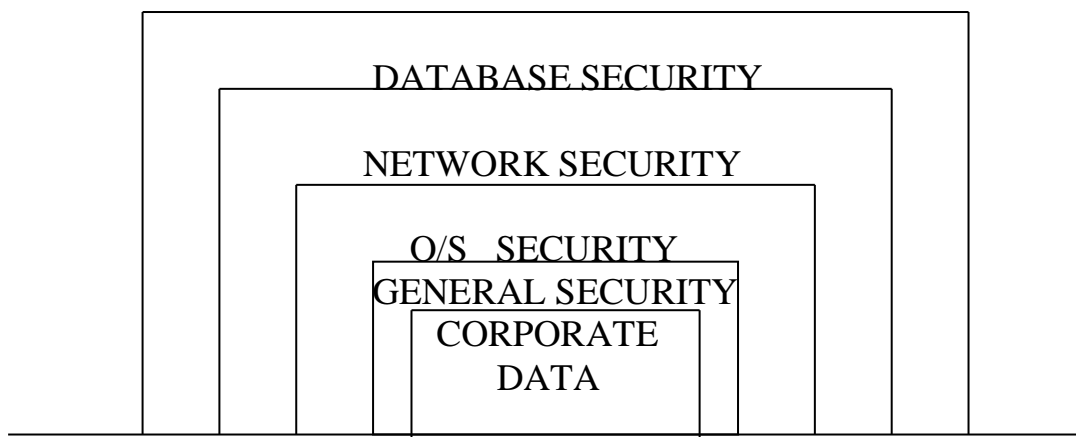 DATABASE SECURITY
NETWORK SECURITY
O/S SECURITY
GENERAL SECURITY
CORPORATE
DATA